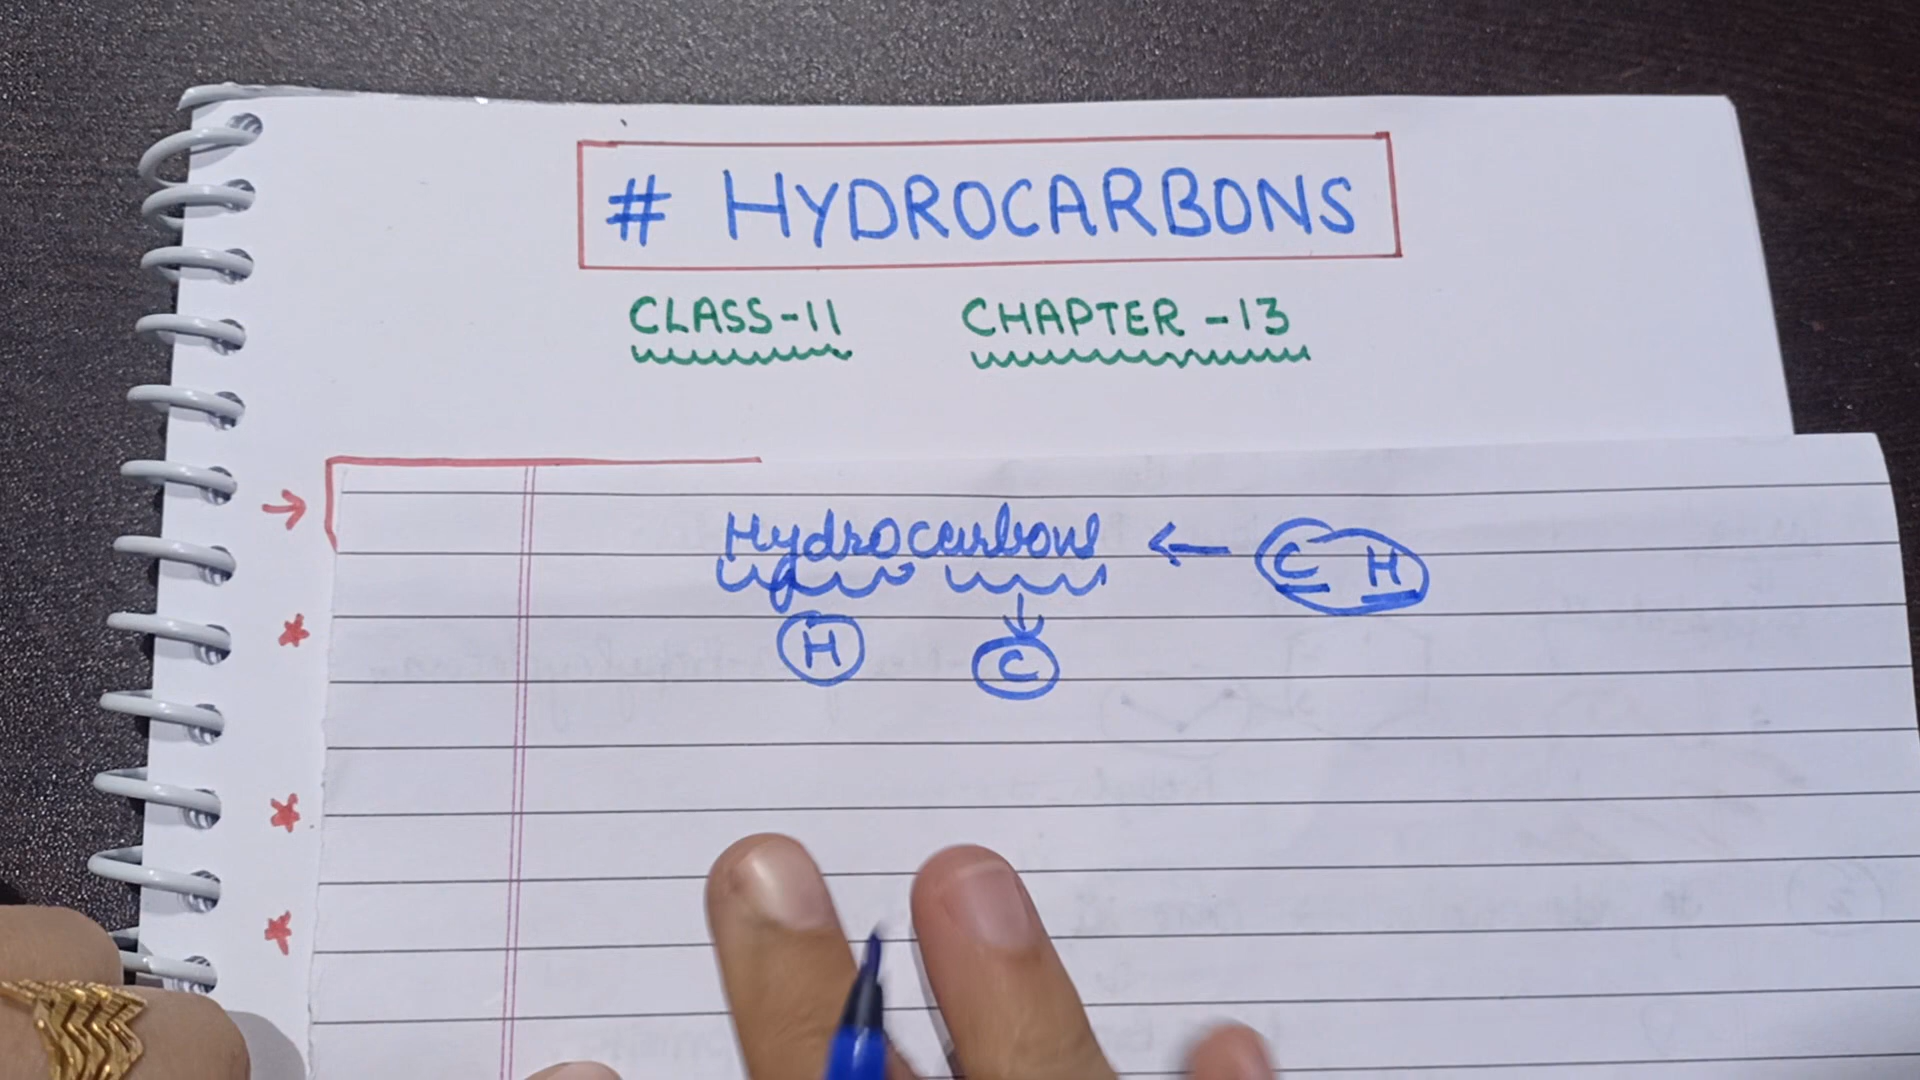 # HYDROCARBONS
CLASS-11 CHAPTER-13
Hydrocarbons ← C H
H C